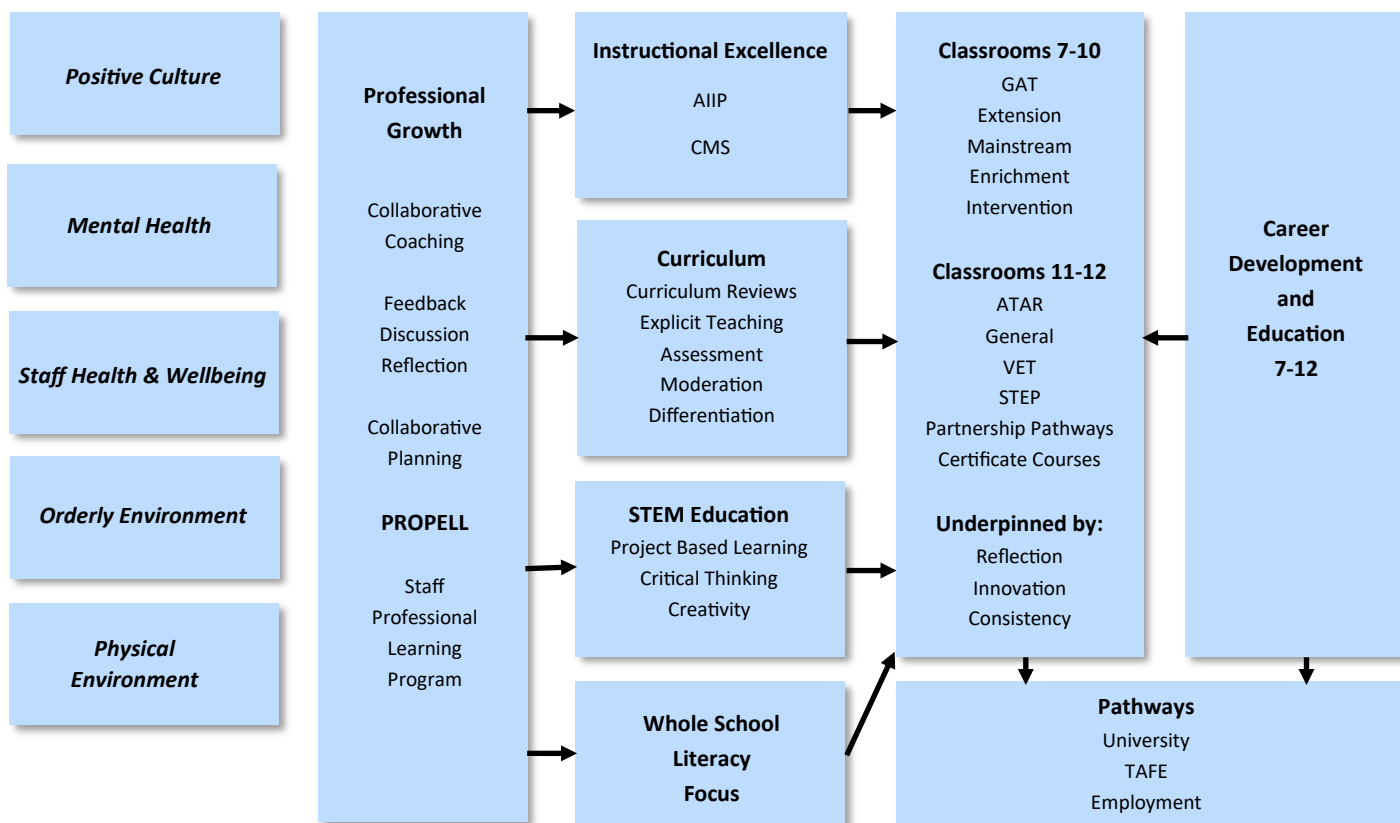 Positive Culture
Mental Health
Staff Health & Wellbeing
Orderly Environment
Physical
Environment
Professional
Growth
Collaborative
Coaching
Feedback
Discussion
Reflection
Collaborative
Planning
PROPELL
Staff
Professional
Learning
Program
Instructional Excellence
AIIP
CMS
Curriculum
Curriculum Reviews
Explicit Teaching
Assessment
Moderation
Differentiation
STEM Education
Project Based Learning
Critical Thinking
Creativity
Whole School
Literacy
Focus
Classrooms 7-10
GAT
Extension
Mainstream
Enrichment
Intervention
Classrooms 11-12
ATAR
General
VET
STEP
Partnership Pathways
Certificate Courses
Underpinned by:
Reflection
Innovation
Consistency
Career
Development
and
Education
7-12
Pathways
University
TAFE
Employment